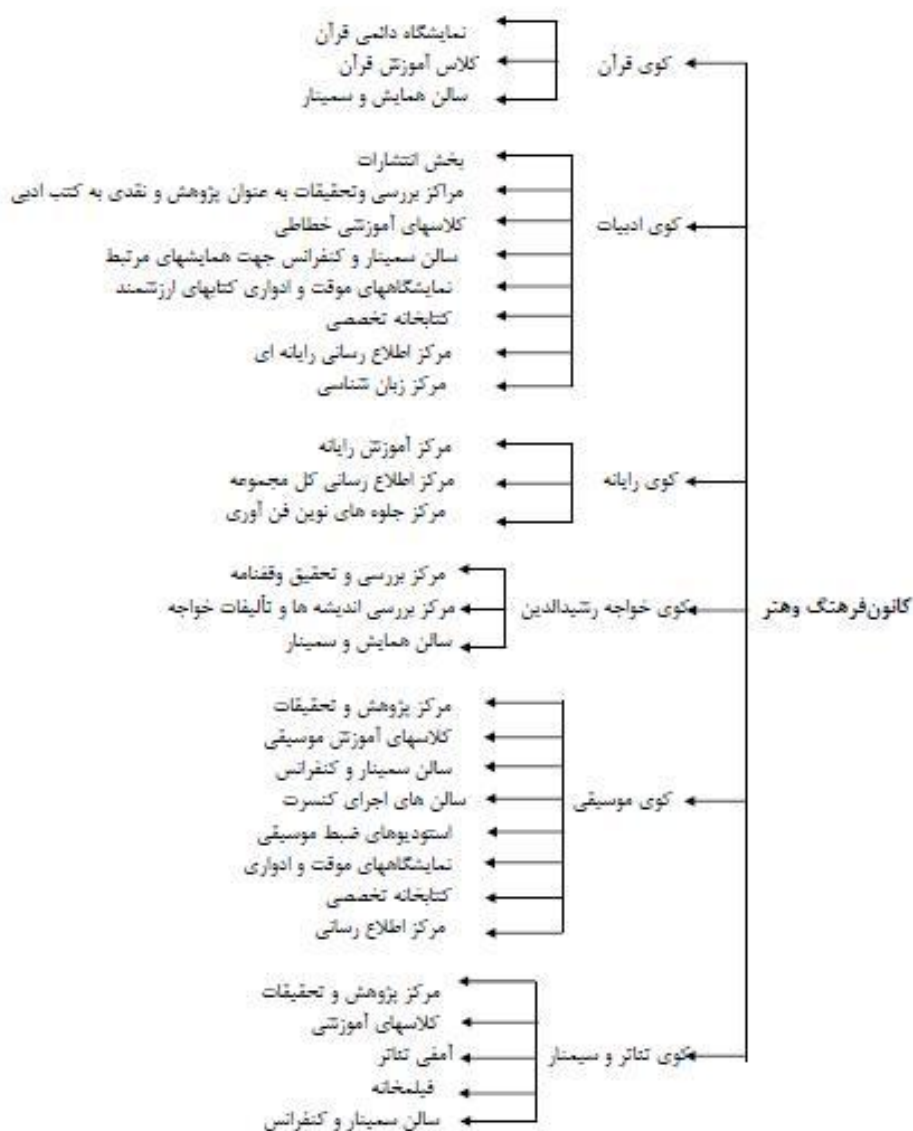 کانون‌فرهنگ وهنر
کوی قرآن
نمایشگاه دائمی قرآن
کلاس آموزش قرآن
سالن همایش و سمینار
کوی ادبیات
بخش انتشارات
مراکز بررسی وتحقیقات به عنوان پژوهش و نقدی به کتب ادبی
کلاسهای آموزشی خطاطی
سالن سمینار و کنفرانس جهت همایشهای مرتبط
نمایشگاههای موقت و ادواری کتابهای ارزشمند
کتابخانه تخصصی
مرکز اطلاع رسانی رایانه ای
مرکز زبان شناسی
کوی رایانه
مرکز آموزش رایانه
مرکز اطلاع رسانی کل مجموعه
مرکز جلوه های نوین فن آوری
کوی خواجه رشیدالدین
مرکز بررسی و تحقیق وقفنامه
مرکز بررسی اندیشه ها و تألیفات خواجه
سالن همایش و سمینار
کوی موسیقی
مرکز پژوهش و تحقیقات
کلاسهای آموزش موسیقی
سالن سمینار و کنفرانس
سالن های اجرای کنسرت
استودیوهای ضبط موسیقی
نمایشگاههای موقت و ادواری
کتابخانه تخصصی
مرکز اطلاع رسانی
کوی تئاتر و سیمنار
مرکز پژوهش و تحقیقات
کلاسهای آموزشی
آمفی تئاتر
فیلمخانه
سالن سمینار و کنفرانس